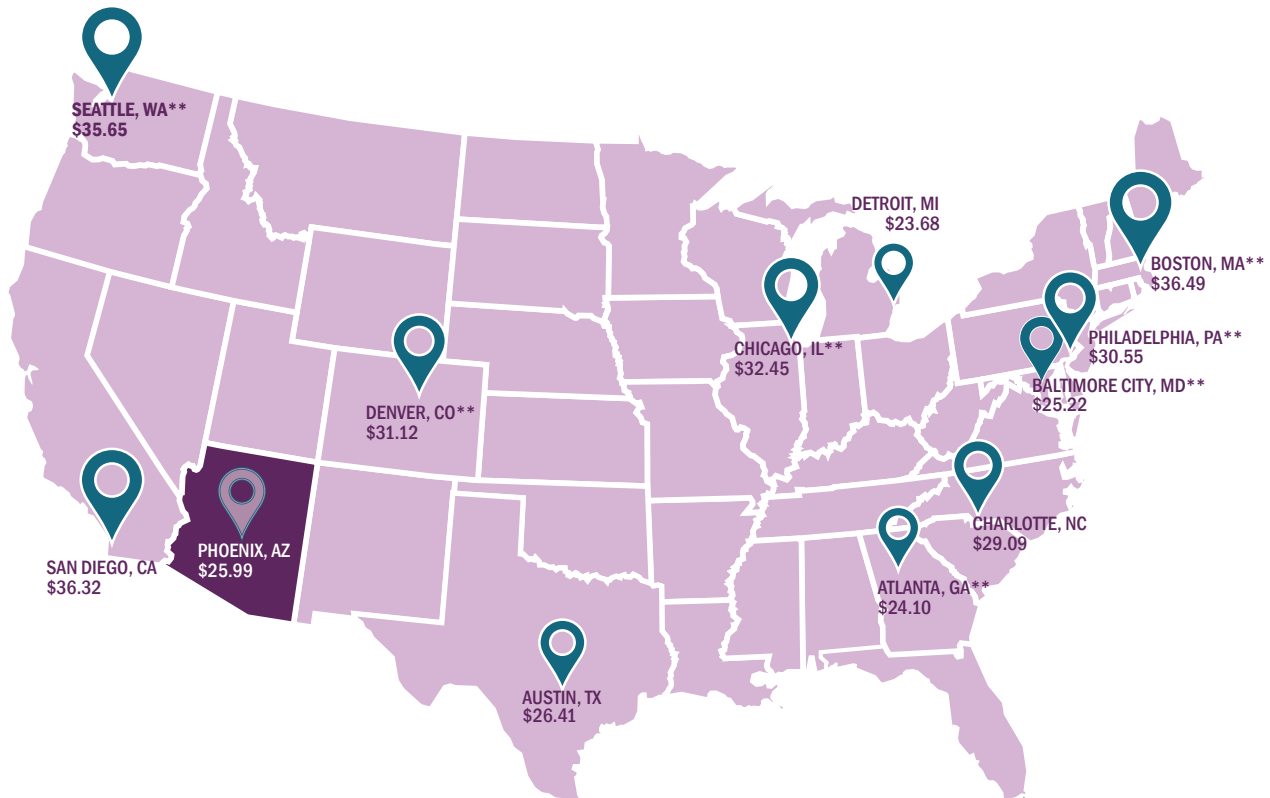 SEATTLE, WA**
$35.65
DETROIT, MI
$23.68
BOSTON, MA**
$36.49
CHICAGO, IL**
$32.45
PHILADELPHIA, PA**
$30.55
BALTIMORE CITY, MD**
$25.22
DENVER, CO**
$31.12
CHARLOTTE, NC
$29.09
PHOENIX, AZ
$25.99
SAN DIEGO, CA
$36.32
ATLANTA, GA**
$24.10
AUSTIN, TX
$26.41